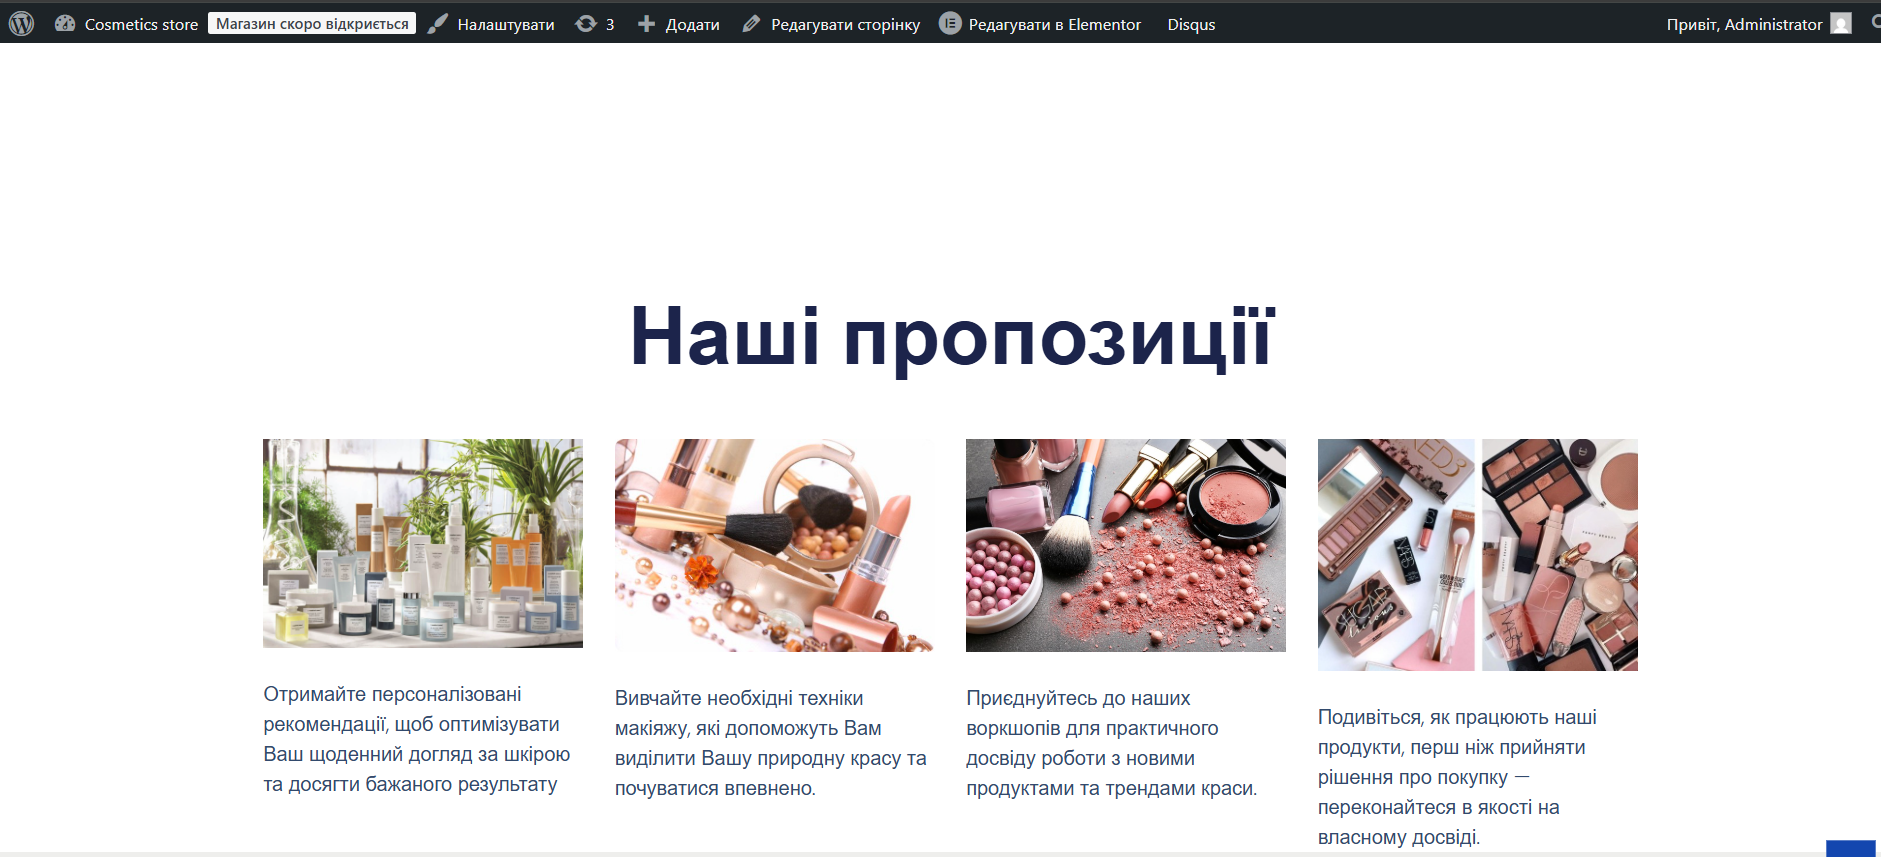 Cosmetics store Магазин скоро відкриється Налаштувати 3 Додати Редагувати сторінку Редагувати в Elementor Disqus Привіт, Administrator
Наші пропозиції
Отримайте персоналізовані
рекомендації, щоб оптимізувати
Ваш щоденний догляд за шкірою
та досягти бажаного результату
Вивчайте необхідні техніки
макіяжу, які допоможуть Вам
виділити Вашу природну красу та
почуватися впевнено.
Приєднуйтесь до наших
воркшопів для практичного
досвіду роботи з новими
продуктами та трендами краси.
Подивіться, як працюють наші
продукти, перш ніж прийняти
рішення про покупку —
переконайтеся в якості на
власному досвіді.